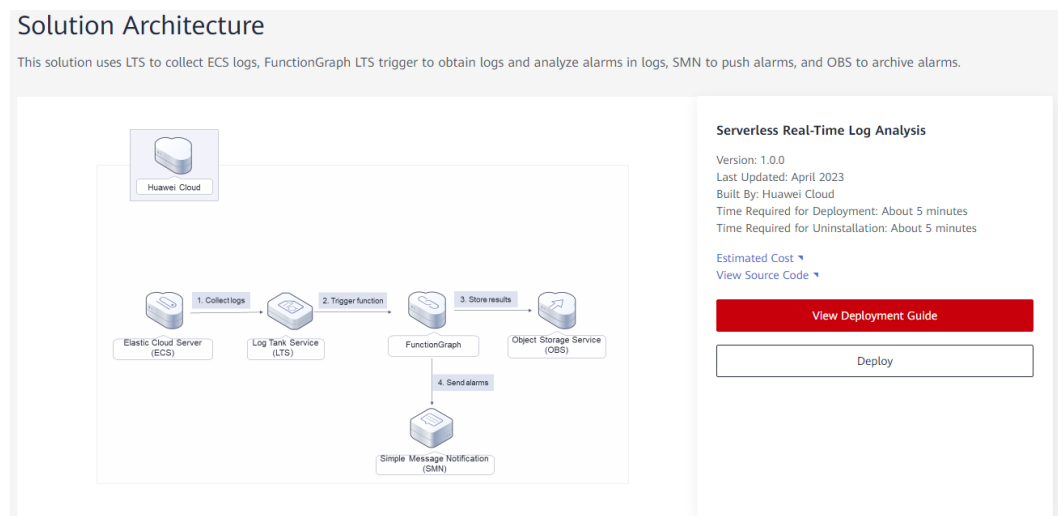 Solution Architecture
This solution uses LTS to collect ECS logs, FunctionGraph LTS trigger to obtain logs and analyze alarms in logs, SMN to push alarms, and OBS to archive alarms.
Huawei Cloud
1. Collect logs
2. Trigger function
3. Store results
Elastic Cloud Server
(ECS)
Log Tank Service
(LTS)
FunctionGraph
Object Storage Service
(OBS)
4. Send alarms
Simple Message Notification
(SMN)
Serverless Real-Time Log Analysis
Version: 1.0.0
Last Updated: April 2023
Built By: Huawei Cloud
Time Required for Deployment: About 5 minutes
Time Required for Uninstallation: About 5 minutes
Estimated Cost
View Source Code
View Deployment Guide
Deploy